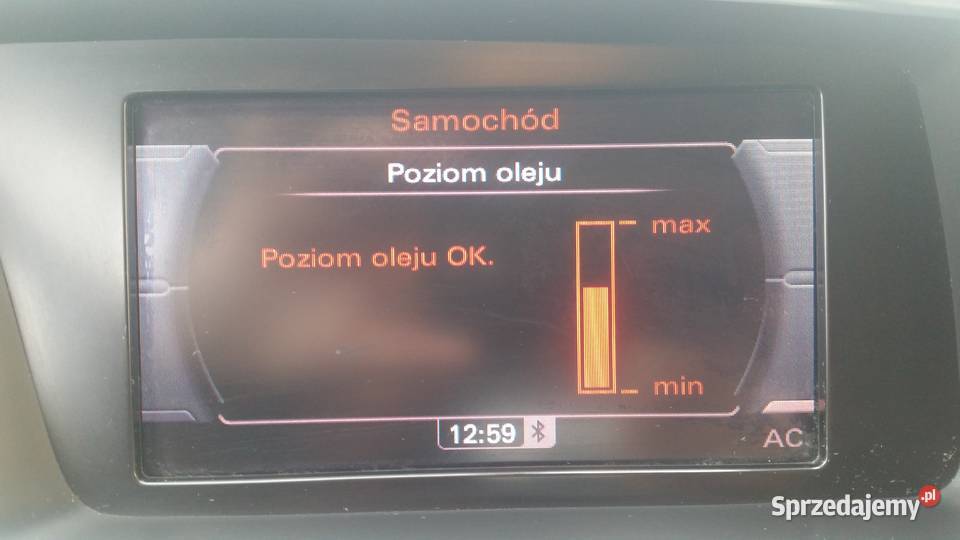 Samochód
Poziom oleju
max
Poziom oleju OK.
min
12:59
AC
Sprzedajemy.pl